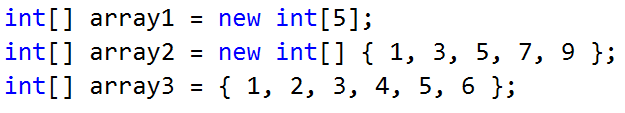 int[] array1 = new int[5];
int[] array2 = new int[] { 1, 3, 5, 7, 9 };
int[] array3 = { 1, 2, 3, 4, 5, 6 };